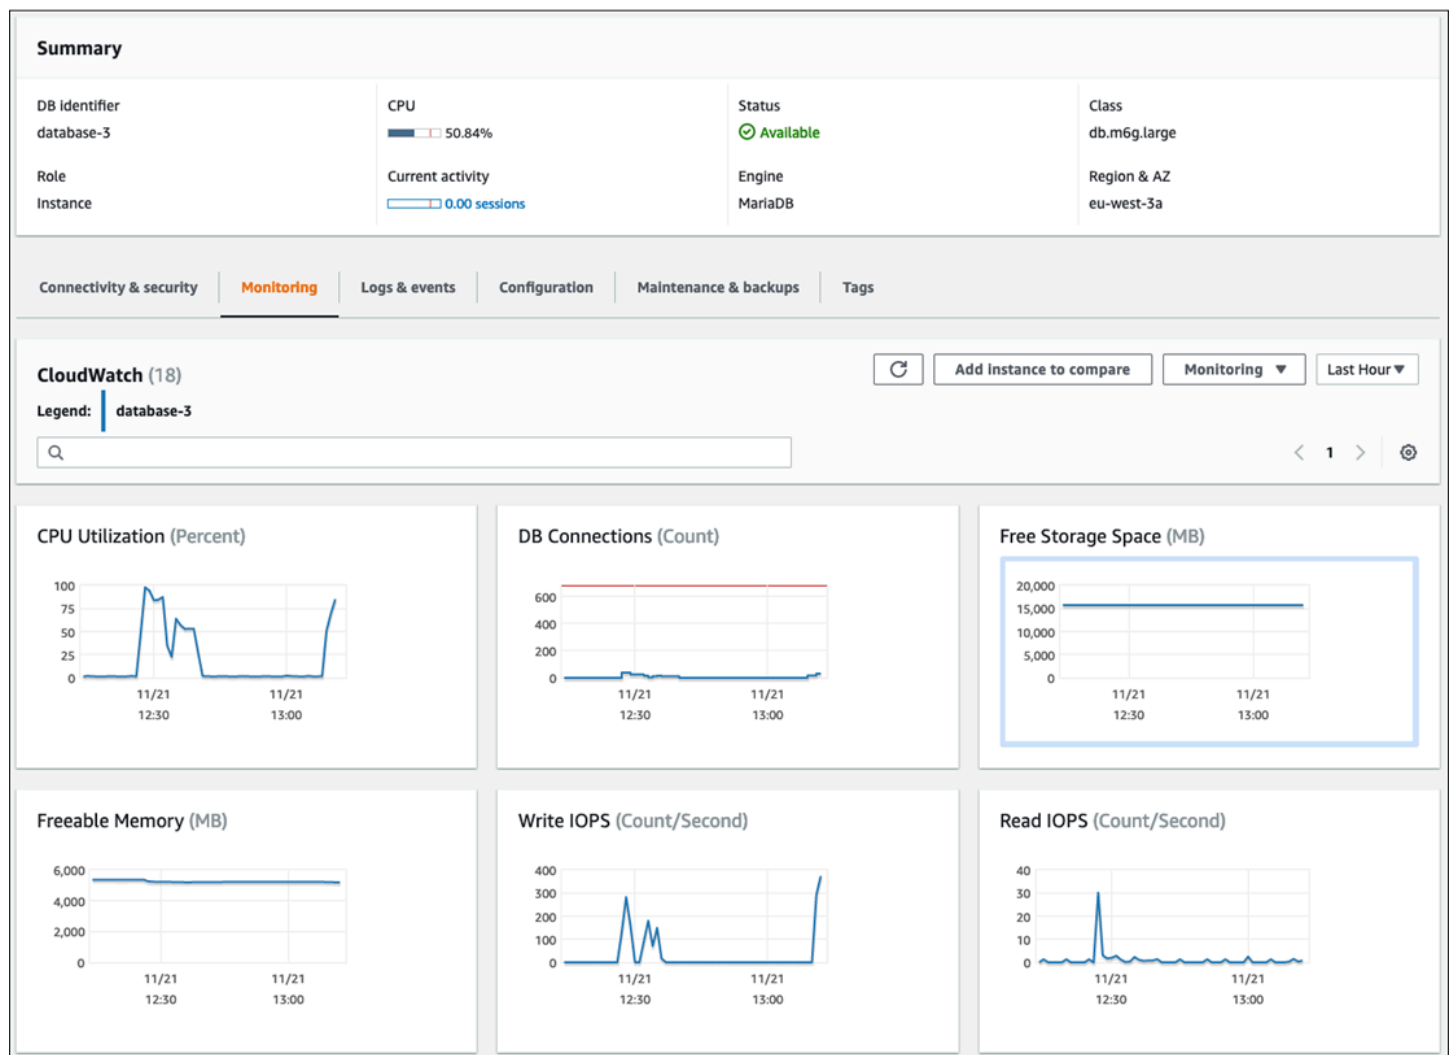 Summary
DB identifier
database-3
CPU
50.84%
Status
Available
Class
db.m6g.large
Role
Instance
Current activity
0.00 sessions
Engine
MariaDB
Region & AZ
eu-west-3a
Connectivity & security
Monitoring
Logs & events
Configuration
Maintenance & backups
Tags
CloudWatch (18)
Add instance to compare
Monitoring
Last Hour
Legend:
database-3
1
CPU Utilization (Percent)
100
75
50
25
0
11/21
12:30
11/21
13:00
DB Connections (Count)
600
400
200
0
11/21
12:30
11/21
13:00
Free Storage Space (MB)
20,000
15,000
10,000
5,000
0
11/21
12:30
11/21
13:00
Freeable Memory (MB)
6,000
4,000
2,000
0
11/21
12:30
11/21
13:00
Write IOPS (Count/Second)
400
300
200
100
0
11/21
12:30
11/21
13:00
Read IOPS (Count/Second)
40
30
20
10
0
11/21
12:30
11/21
13:00